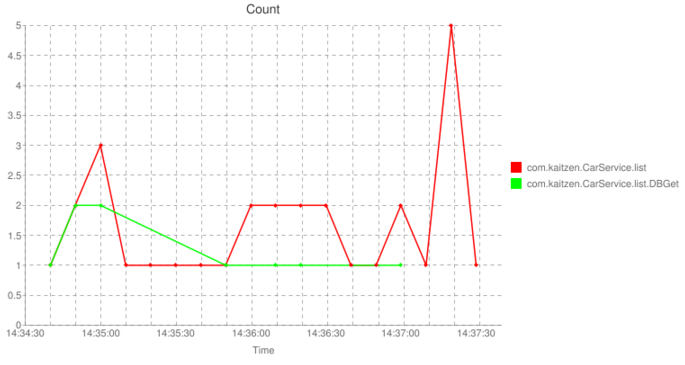 Count
5
4.5
4
3.5
3
2.5
2
1.5
1
0.5
0
14:34:30 14:35:00 14:35:30 14:36:00 14:36:30 14:37:00 14:37:30
Time
com.kaitzen.CarService.list
com.kaitzen.CarService.list.DBGet